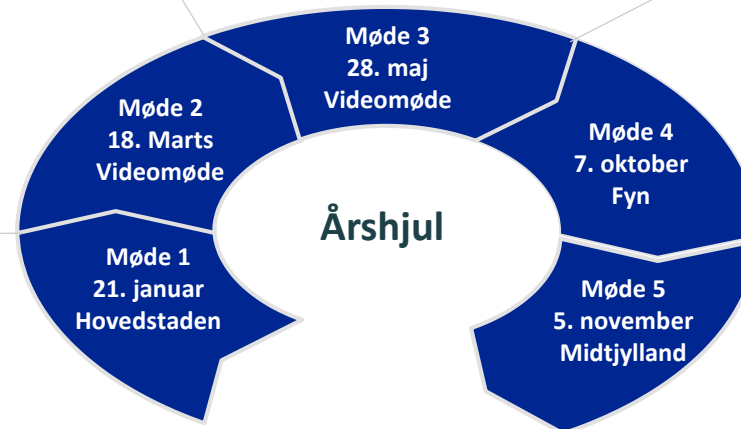 Møde 1
21. januar
Hovedstaden
Møde 2
18. Marts
Videomøde
Møde 3
28. maj
Videomøde
Møde 4
7. oktober
Fyn
Møde 5
5. november
Midtjylland
Årshjul